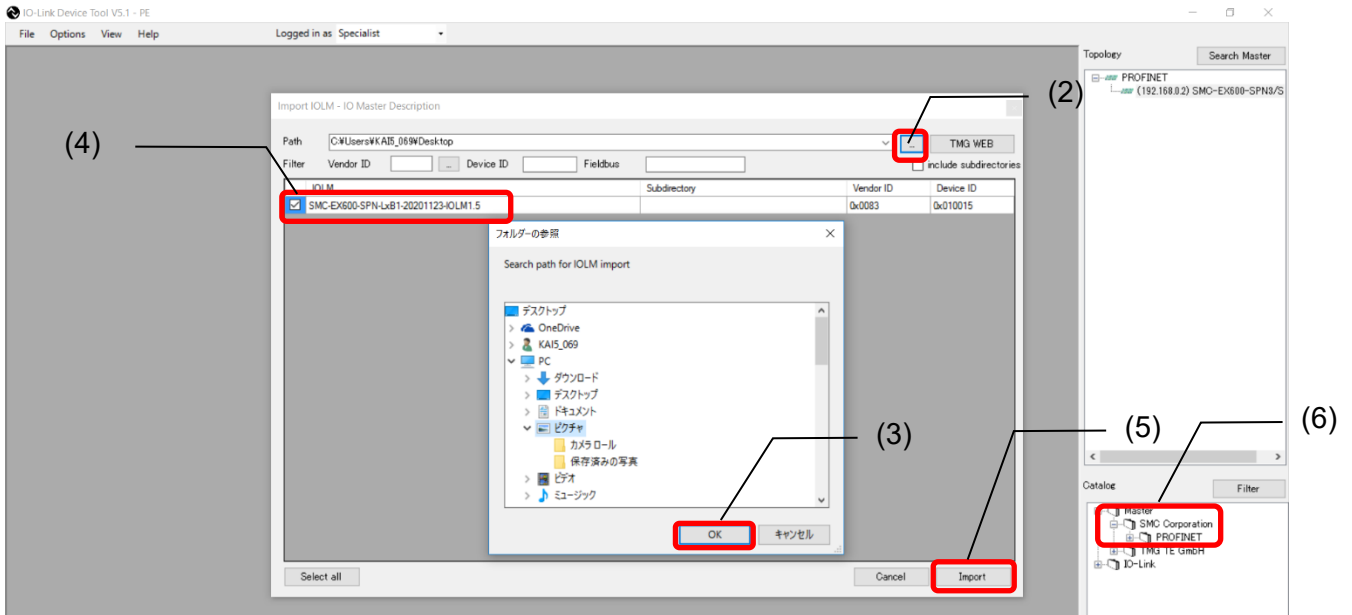 IO-Link Device Tool V5.1 - PE
File Options View Help Logged in as Specialist
Topology Search Master
PROFINET
(192.168.0.2) SMC-EX600-SPN3/S
(2)
Import IOLM - IO Master Description
(4)
Path C:¥Users¥KAI5_069¥Desktop ... TMG WEB
Filter Vendor ID ... Device ID Fieldbus include subdirectories
IOLM Subdirectory Vendor ID Device ID
SMC-EX600-SPN-LxB1-20201123-IOLM1.5 0x0083 0x010015
フォルダーの参照
Search path for IOLM import
デスクトップ
OneDrive
KAI5_069
PC
ダウンロード
デスクトップ
ドキュメント
ピクチャ
カメラ ロール
保存済みの写真
ビデオ
ミュージック
(3)
(5)
(6)
OK キャンセル
Catalog Filter
Master
SMC Corporation
PROFINET
TMG TE GmbH
IO-Link
Select all Cancel Import